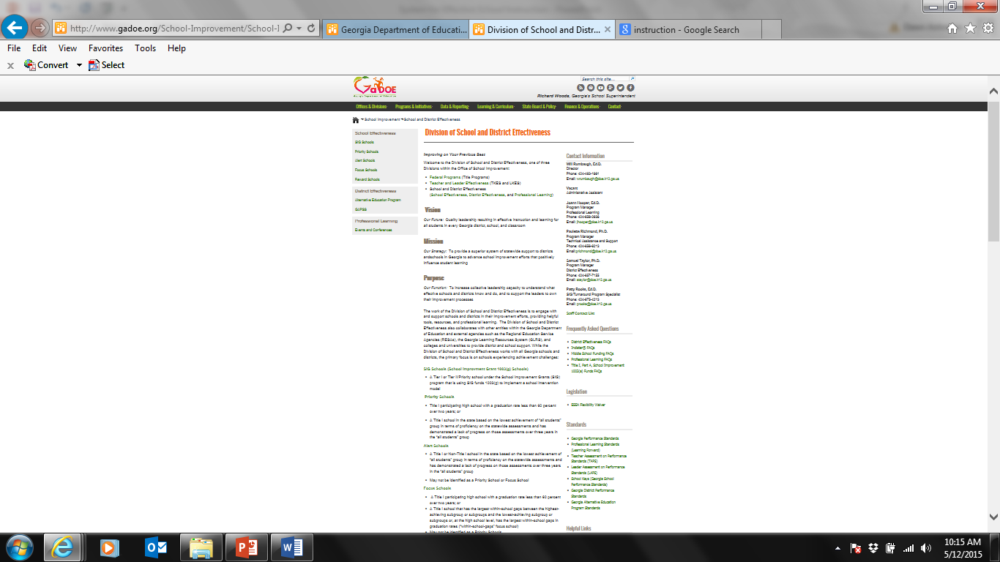 http://www.gadoe.org/School-Improvement/School-I
Georgia Department of Educati...
Division of School and Distr...
instruction - Google Search
File Edit View Favorites Tools Help
Convert Select
GaDOE
Georgia Department of Education
Search this site...
Richard Woods, Georgia's School Superintendent
Offices & Divisions Programs & Initiatives Data & Reporting Learning & Curriculum State Board & Policy Finance & Operations Contact
School Improvement School and District Effectiveness
School Effectiveness
SIG Schools
Priority Schools
Alert Schools
Focus Schools
Reward Schools
District Effectiveness
Alternative Education Program
GAPSS
Professional Learning
Events and Conferences
Division of School and District Effectiveness
Improving on Your Previous Best
Welcome to the Division of School and District Effectiveness, one of three
Divisions within the Office of School Improvement:
Federal Programs (Title Programs)
Teacher and Leader Effectiveness (TKES and LKES)
School and District Effectiveness
(School Effectiveness, District Effectiveness, and Professional Learning)
Vision
Our Future: Quality leadership resulting in effective instruction and learning for
all students in every Georgia district, school, and classroom
Mission
Our Strategy: To provide a superior system of statewide support to districts
andschools in Georgia to advance school improvement efforts that positively
influence student learning
Purpose
Our Function: To increase collective leadership capacity to understand what
effective schools and districts know and do, and to support the leaders to own
their improvement processes
The work of the Division of School and District Effectiveness is to engage with
and support schools and districts in their improvement efforts, providing helpful
tools, resources, and professional learning. The Division of School and District
Effectiveness also collaborates with other entities within the Georgia Department
of Education and external agencies such as the Regional Education Service
Agencies (RESAs), the Georgia Learning Resources System (GLRS), and
colleges and universities to provide district and school support. While the
Division of School and District Effectiveness works with all Georgia schools and
districts, the primary focus is on schools experiencing achievement challenges:
SIG Schools (School Improvment Grant 1003(g) Schools)
A Tier I or Tier II/Priority school under the School Improvement Grants (SIG)
program that is using SIG funds 1003(g) to implement a school intervention
model
Priority Schools
Title I participating high school with a graduation rate less than 60 percent
over two years; or
A Title I school in the state based on the lowest achievement of "all students"
group in terms of proficiency on the statewide assessments and has
demonstrated a lack of progress on those assessments over three years in
the "all students" group
Alert Schools
A Title I or Non-Title I school in the state based on the lowest achievement of
"all students" group in terms of proficiency on the statewide assessments and
has demonstrated a lack of progress on those assessments over three years
in the "all students" group
May not be identified as a Priority School or Focus School
Focus Schools
A Title I participating high school with a graduation rate less than 60 percent
over two years; or
A Title I school that has the largest within-school gaps between the highest-
achieving subgroup or subgroups and the lowest-achieving subgroup or
subgroups or, at the high school level, has the largest within-school gaps in
graduation rates ("within-school-gaps" focus school)
May not be identified as a Priority Schools
Contact Information
Will Rumbaugh, Ed.D.
Director
Phone:
Email: wrumbaugh@doe.k12.ga.us
Vacant
Administrative Assistant
Joann Hooper, Ed.D.
Program Manager
Professional Learning
Phone:
Email: jhooper@doe.k12.ga.us
Paulette Richmond, Ph.D.
Program Manager
Technical Assistance and Support
Phone:
Email:prichmond@doe.k12.ga.us
Samuel Taylor, Ph.D.
Program Manager
District Effectiveness
Phone:
Email: staylor@doe.k12.ga.us
Patty Rooks, Ed.D.
SIG/Turnaround Program Specialist
Phone:
Email: prooks@doe.k12.ga.us
Staff Contact List
Frequently Asked Questions
District Effectiveness FAQs
Indistar® FAQs
Middle School Funding FAQs
Professional Learning FAQs
Title I, Part A, School Improvement
1003(a) Funds FAQs
Legislation
ESEA Flexibility Waiver
Standards
Georgia Performance Standards
Professional Learning Standards
(Learning Forward)
Teacher Assessment on Performance
Standards (TAPS)
Leader Assessment on Performance
Standards (LAPS)
School Keys (Georgia School
Performance Standards)
Georgia District Performance
Standards
Georgia Alternative Education
Program Standards
Helpful Links
10:15 AM
5/12/2015